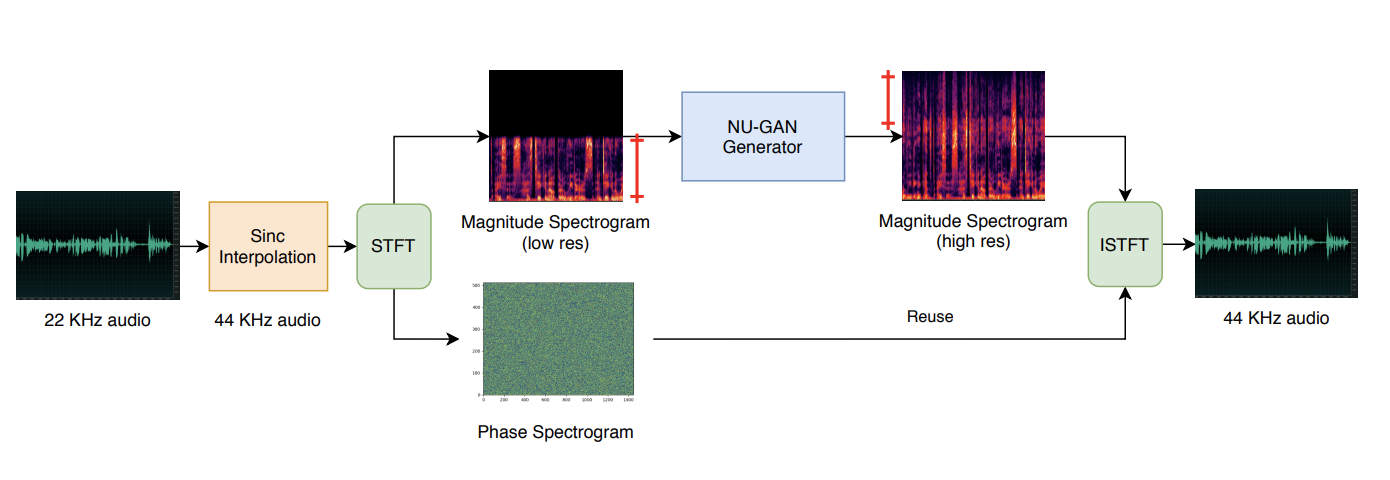 22 KHz audio
Sinc
Interpolation
44 KHz audio
STFT
Magnitude Spectrogram
(low res)
500
400
300
200
100
0
0 200 400 600 800 1000 1200 1400
Phase Spectrogram
NU-GAN
Generator
Magnitude Spectrogram
(high res)
Reuse
ISTFT
44 KHz audio